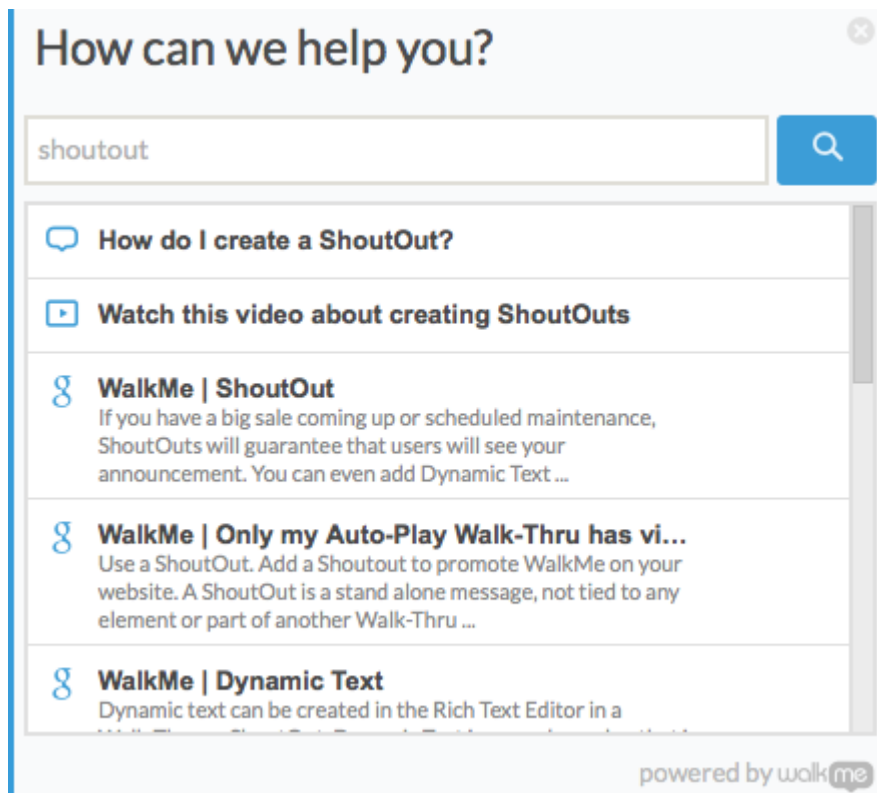 How can we help you?
shoutout
How do I create a ShoutOut?
Watch this video about creating ShoutOuts
WalkMe | ShoutOut
If you have a big sale coming up or scheduled maintenance,
ShoutOuts will guarantee that users will see your
announcement. You can even add Dynamic Text ...
WalkMe | Only my Auto-Play Walk-Thru has vi...
Use a ShoutOut. Add a Shoutout to promote WalkMe on your
website. A ShoutOut is a stand alone message, not tied to any
element or part of another Walk-Thru ...
WalkMe | Dynamic Text
Dynamic text can be created in the Rich Text Editor in a
powered by walkme